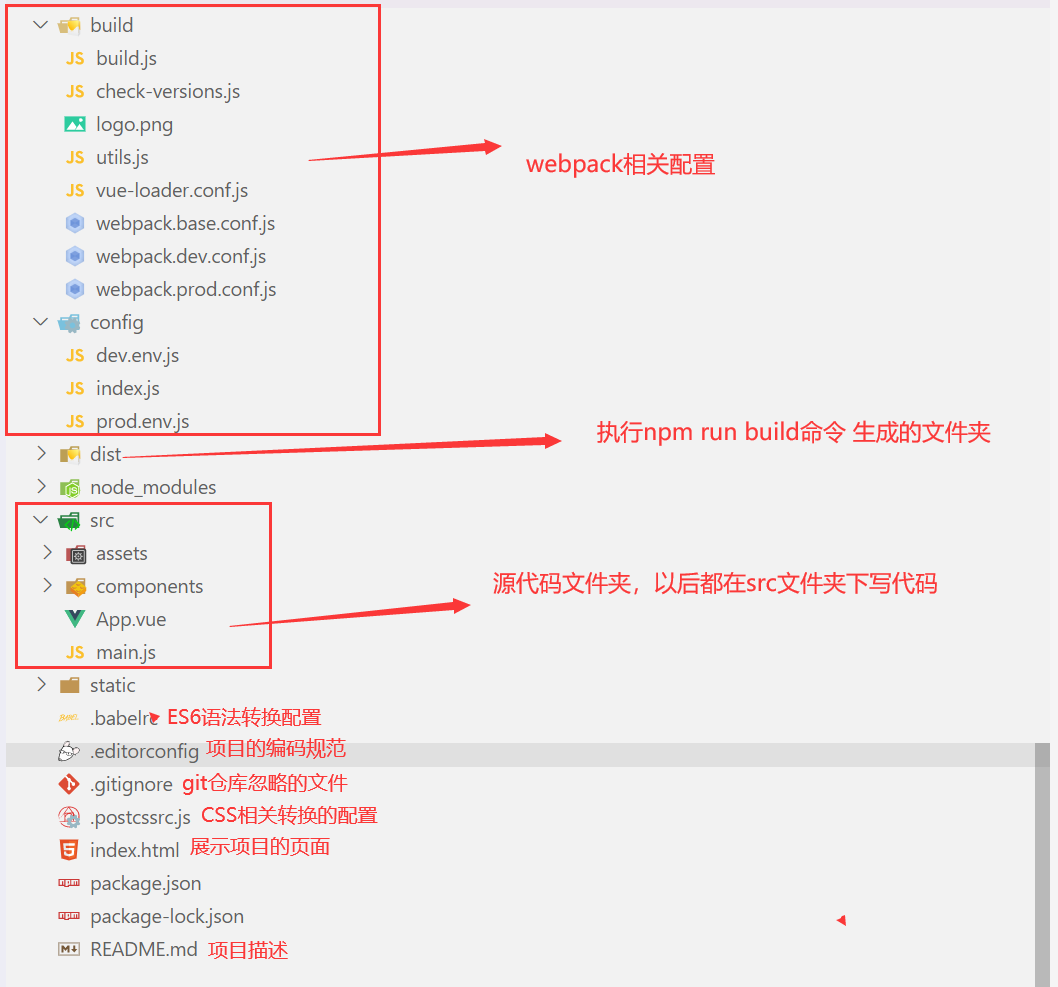 build
build.js
check-versions.js
logo.png
utils.js
webpack相关配置
vue-loader.conf.js
webpack.base.conf.js
webpack.dev.conf.js
webpack.prod.conf.js
config
dev.env.js
index.js
prod.env.js
执行npm run build命令 生成的文件夹
dist
node_modules
src
assets
components
源代码文件夹，以后都在src文件夹下写代码
App.vue
main.js
static
.babelrc ES6语法转换配置
.editorconfig 项目的编码规范
.gitignore git仓库忽略的文件
.postcssrc.js CSS相关转换的配置
index.html 展示项目的页面
package.json
package-lock.json
README.md 项目描述